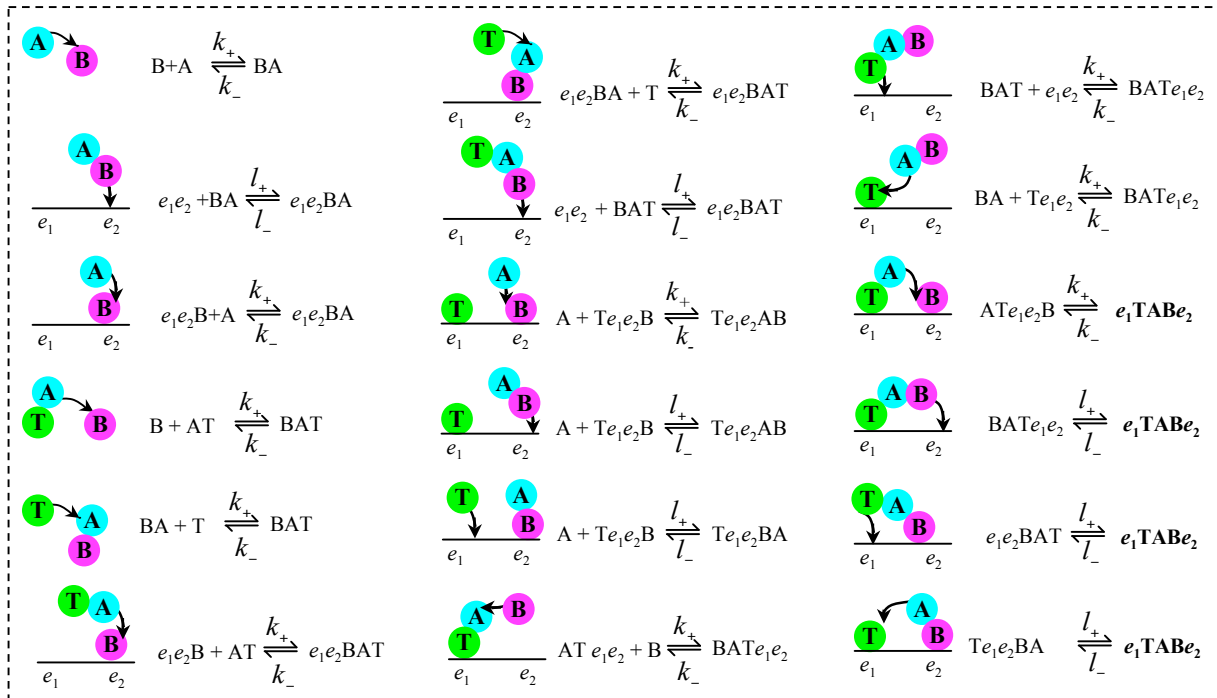 A B B+A k₊ k₋ BA
A B e₁ e₂ e₁e₂ +BA l₊ l₋ e₁e₂BA
A B e₁ e₂ e₁e₂B+A k₊ k₋ e₁e₂BA
A T B B + AT k₊ k₋ BAT
T A B BA + T k₊ k₋ BAT
T A B e₁ e₂ e₁e₂B + AT k₊ k₋ e₁e₂BAT
T A B e₁ e₂ e₁e₂BA + T k₊ k₋ e₁e₂BAT
T A B e₁ e₂ e₁e₂ + BAT l₊ l₋ e₁e₂BAT
A T B e₁ e₂ A + Te₁e₂B k₊ k₋ Te₁e₂AB
A T B e₁ e₂ A + Te₁e₂B l₊ l₋ Te₁e₂AB
T A B e₁ e₂ A + Te₁e₂B l₊ l₋ Te₁e₂BA
A B T e₁ e₂ AT e₁e₂ + B k₊ k₋ BATe₁e₂
A B T e₁ e₂ BAT + e₁e₂ k₊ k₋ BATe₁e₂
A B T e₁ e₂ BA + Te₁e₂ k₊ k₋ BATe₁e₂
A T B e₁ e₂ ATe₁e₂B k₊ k₋ e₁TABe₂
A B T e₁ e₂ BATe₁e₂ l₊ l₋ e₁TABe₂
T A B e₁ e₂ e₁e₂BAT l₊ l₋ e₁TABe₂
A T B e₁ e₂ Te₁e₂BA l₊ l₋ e₁TABe₂